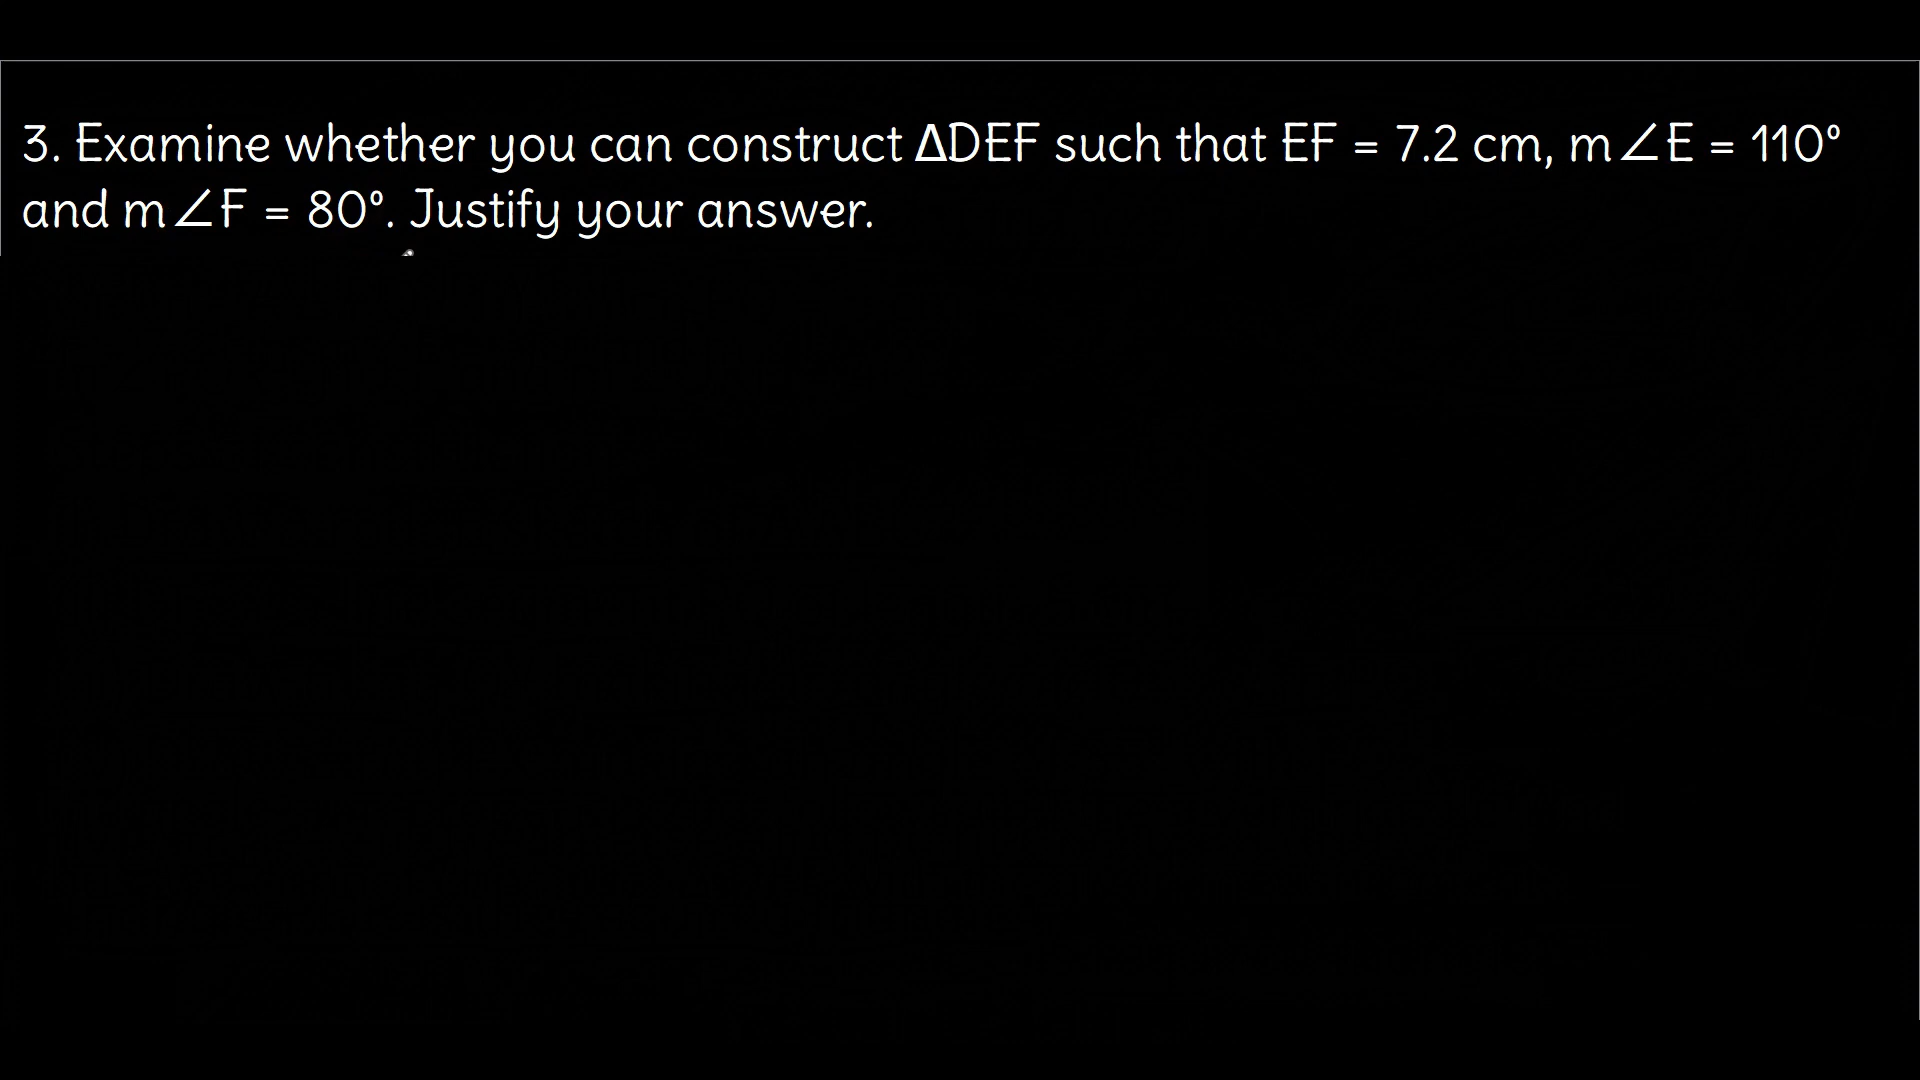 3. Examine whether you can construct ΔDEF such that EF = 7.2 cm, m∠E = 110°
and m∠F = 80°. Justify your answer.